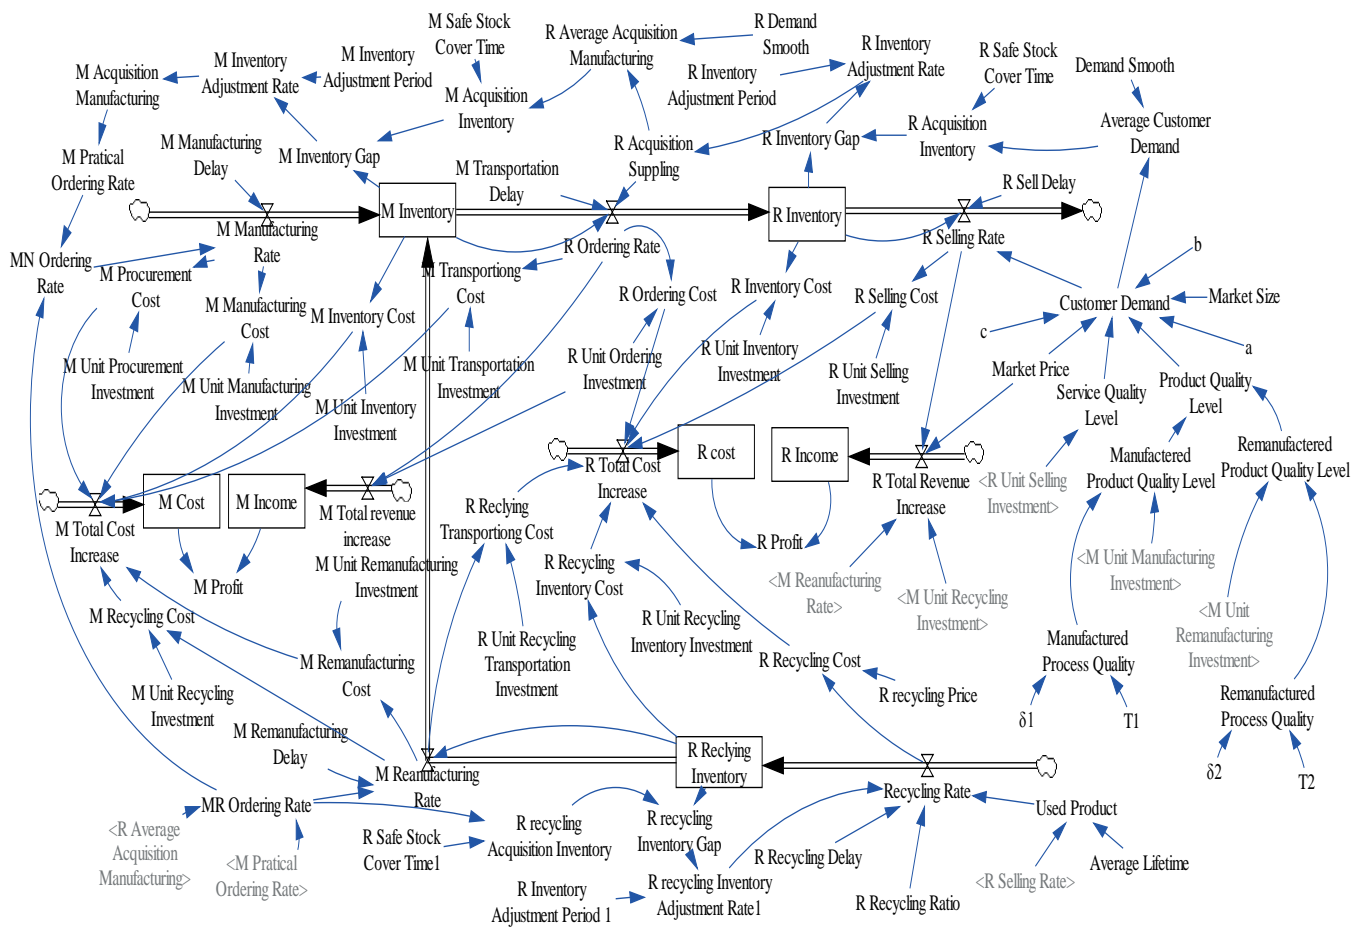 M Safe Stock
Cover Time
R Average Acquisition
Manufacturing
R Demand
Smooth
R Inventory
Adjustment Rate
R Safe Stock
Cover Time
Demand Smooth
M Acquisition
Manufacturing
M Inventory
Adjustment Rate
M Inventory
Adjustment Period
R Inventory
Adjustment Period
M Acquisition
Inventory
R Acquisition
Inventory
Average Customer
Demand
M Pratical
Ordering Rate
M Manufacturing
Delay
M Inventory Gap
M Transportation
Delay
R Acquisition
Suppling
R Inventory Gap
R Sell Delay
M Inventory
R Inventory
MN Ordering
Rate
M Manufacturing
Rate
M Procurement
Cost
R Ordering Rate
R Selling Rate
b
M Transportiong
Cost
R Ordering Cost
R Inventory Cost
R Selling Cost
Customer Demand
Market Size
M Manufacturing
Cost
M Inventory Cost
c
a
M Unit Procurement
Investment
M Unit Manufacturing
Investment
M Unit Inventory
Investment
M Unit Transportation
Investment
R Unit Ordering
Investment
R Unit Inventory
Investment
R Unit Selling
Investment
Market Price
Service Quality
Level
Product Quality
Level
Manufactered
Product Quality Level
Remanufactered
Product Quality Level
R cost
R Income
R Total Cost
Increase
R Total Revenue
Increase
<R Unit Selling
Investment>
M Cost
M Income
M Total Cost
Increase
M Total revenue
increase
R Reclying
Transportiong Cost
R Profit
M Profit
M Unit Remanufacturing
Investment
R Recycling
Inventory Cost
<M Reanufacturing
Rate>
<M Unit Recycling
Investment>
<M Unit Manufacturing
Investment>
<M Unit
Remanufacturing
Investment>
M Recycling Cost
R Unit Recycling
Transportation
Investment
R Unit Recycling
Inventory Investment
Manufactured
Process Quality
M Remanufacturing
Cost
R Recycling Cost
M Unit Recycling
Investment
R recycling Price
Remanufactured
Process Quality
δ1
T1
M Remanufacturing
Delay
R Reclying
Inventory
δ2
T2
M Reanufacturing
Rate
MR Ordering Rate
Recycling Rate
Used Product
<R Average
Acquisition
Manufacturing>
<M Pratical
Ordering Rate>
R Safe Stock
Cover Time1
R recycling
Acquisition Inventory
R recycling
Inventory Gap
R Recycling Delay
Average Lifetime
<R Selling Rate>
R Inventory
Adjustment Period 1
R recycling Inventory
Adjustment Rate1
R Recycling Ratio